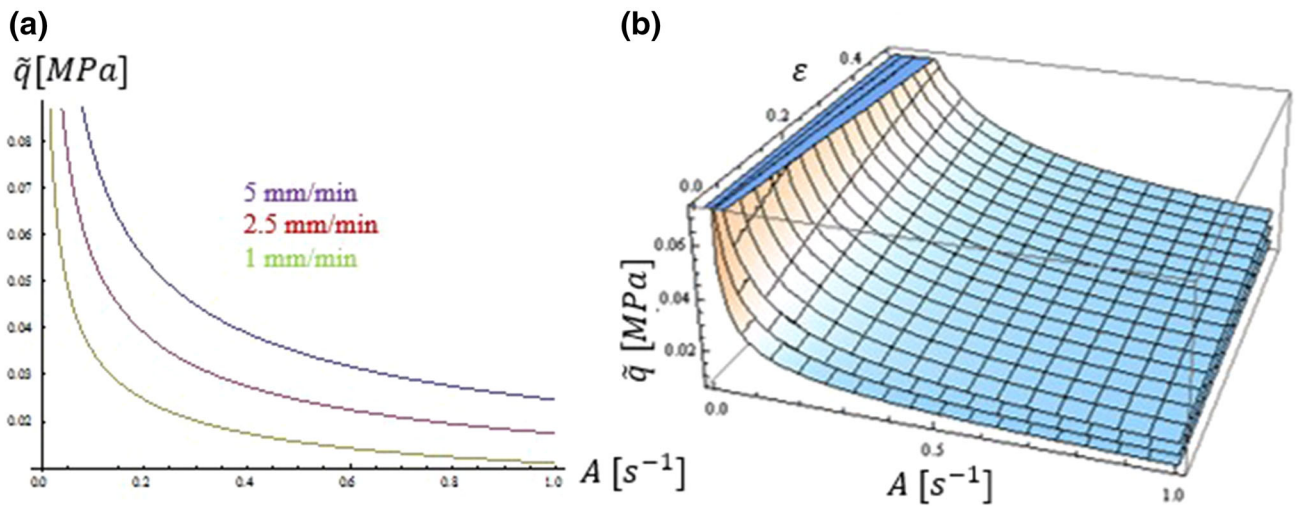 (a)
q̃[MPa]
0.08
0.07
0.06
0.05
0.04
0.03
0.02
5 mm/min
2.5 mm/min
1 mm/min
0.0 0.2 0.4 0.6 0.8 1.0
A [s⁻¹]
(b)
ε
0.4
0.2
0.0
q̃ [MPa]
0.06
0.04
0.02
0.0
0.5
1.0
A [s⁻¹]